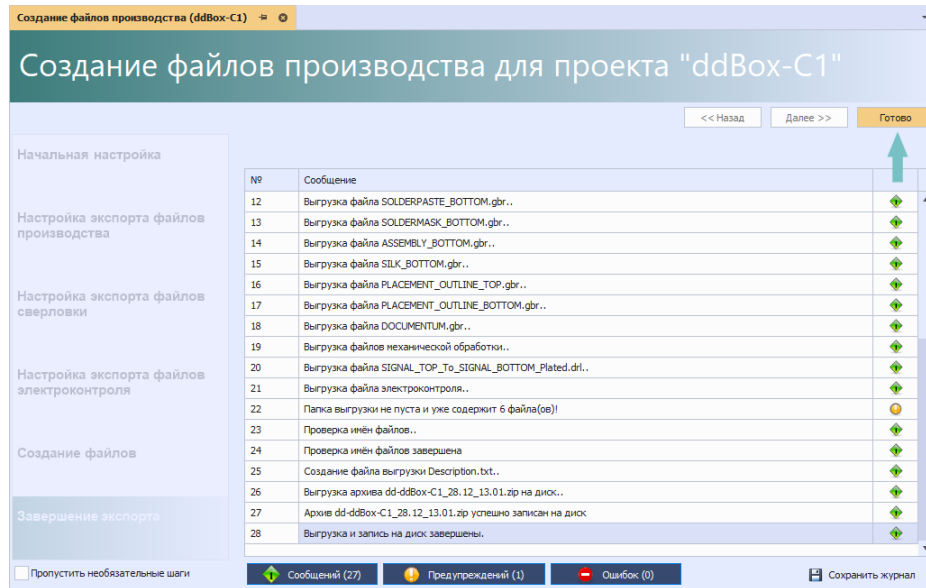 Создание файлов производства (ddBox-C1)
Создание файлов производства для проекта "ddBox-C1"
<< Назад
Далее >>
Готово
Начальная настройка
Настройка экспорта файлов
производства
Настройка экспорта файлов
сверловки
Настройка экспорта файлов
электроконтроля
Создание файлов
Завершение экспорта
№ Сообщение
12 Выгрузка файла SOLDERPASTE_BOTTOM.gbr..
13 Выгрузка файла SOLDERMASK_BOTTOM.gbr..
14 Выгрузка файла ASSEMBLY_BOTTOM.gbr..
15 Выгрузка файла SILK_BOTTOM.gbr..
16 Выгрузка файла PLACEMENT_OUTLINE_TOP.gbr..
17 Выгрузка файла PLACEMENT_OUTLINE_BOTTOM.gbr..
18 Выгрузка файла DOCUMENTUM.gbr..
19 Выгрузка файлов механической обработки..
20 Выгрузка файла SIGNAL_TOP_To_SIGNAL_BOTTOM_Plated.drl..
21 Выгрузка файла электроконтроля..
22 Папка выгрузки не пуста и уже содержит 6 файла(ов)!
23 Проверка имён файлов..
24 Проверка имён файлов завершена
25 Создание файла выгрузки Description.txt..
26 Выгрузка архива dd-ddBox-C1_28.12_13.01.zip на диск..
27 Архив dd-ddBox-C1_28.12_13.01.zip успешно записан на диск
28 Выгрузка и запись на диск завершены.
Пропустить необязательные шаги
Сообщений (27)
Предупреждений (1)
Ошибок (0)
Сохранить журнал